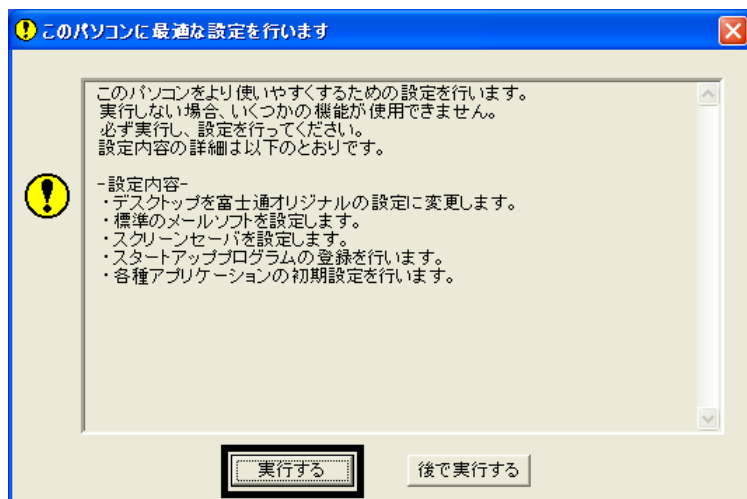 このパソコンに最適な設定を行います
このパソコンをより使いやすくするための設定を行います。
実行しない場合、いくつかの機能が使用できません。
必ず実行し、設定を行ってください。
設定内容の詳細は以下のとおりです。
-設定内容-
・デスクトップを富士通オリジナルの設定に変更します。
・標準のメールソフトを設定します。
・スクリーンセーバを設定します。
・スタートアッププログラムの登録を行います。
・各種アプリケーションの初期設定を行います。
実行する 後で実行する